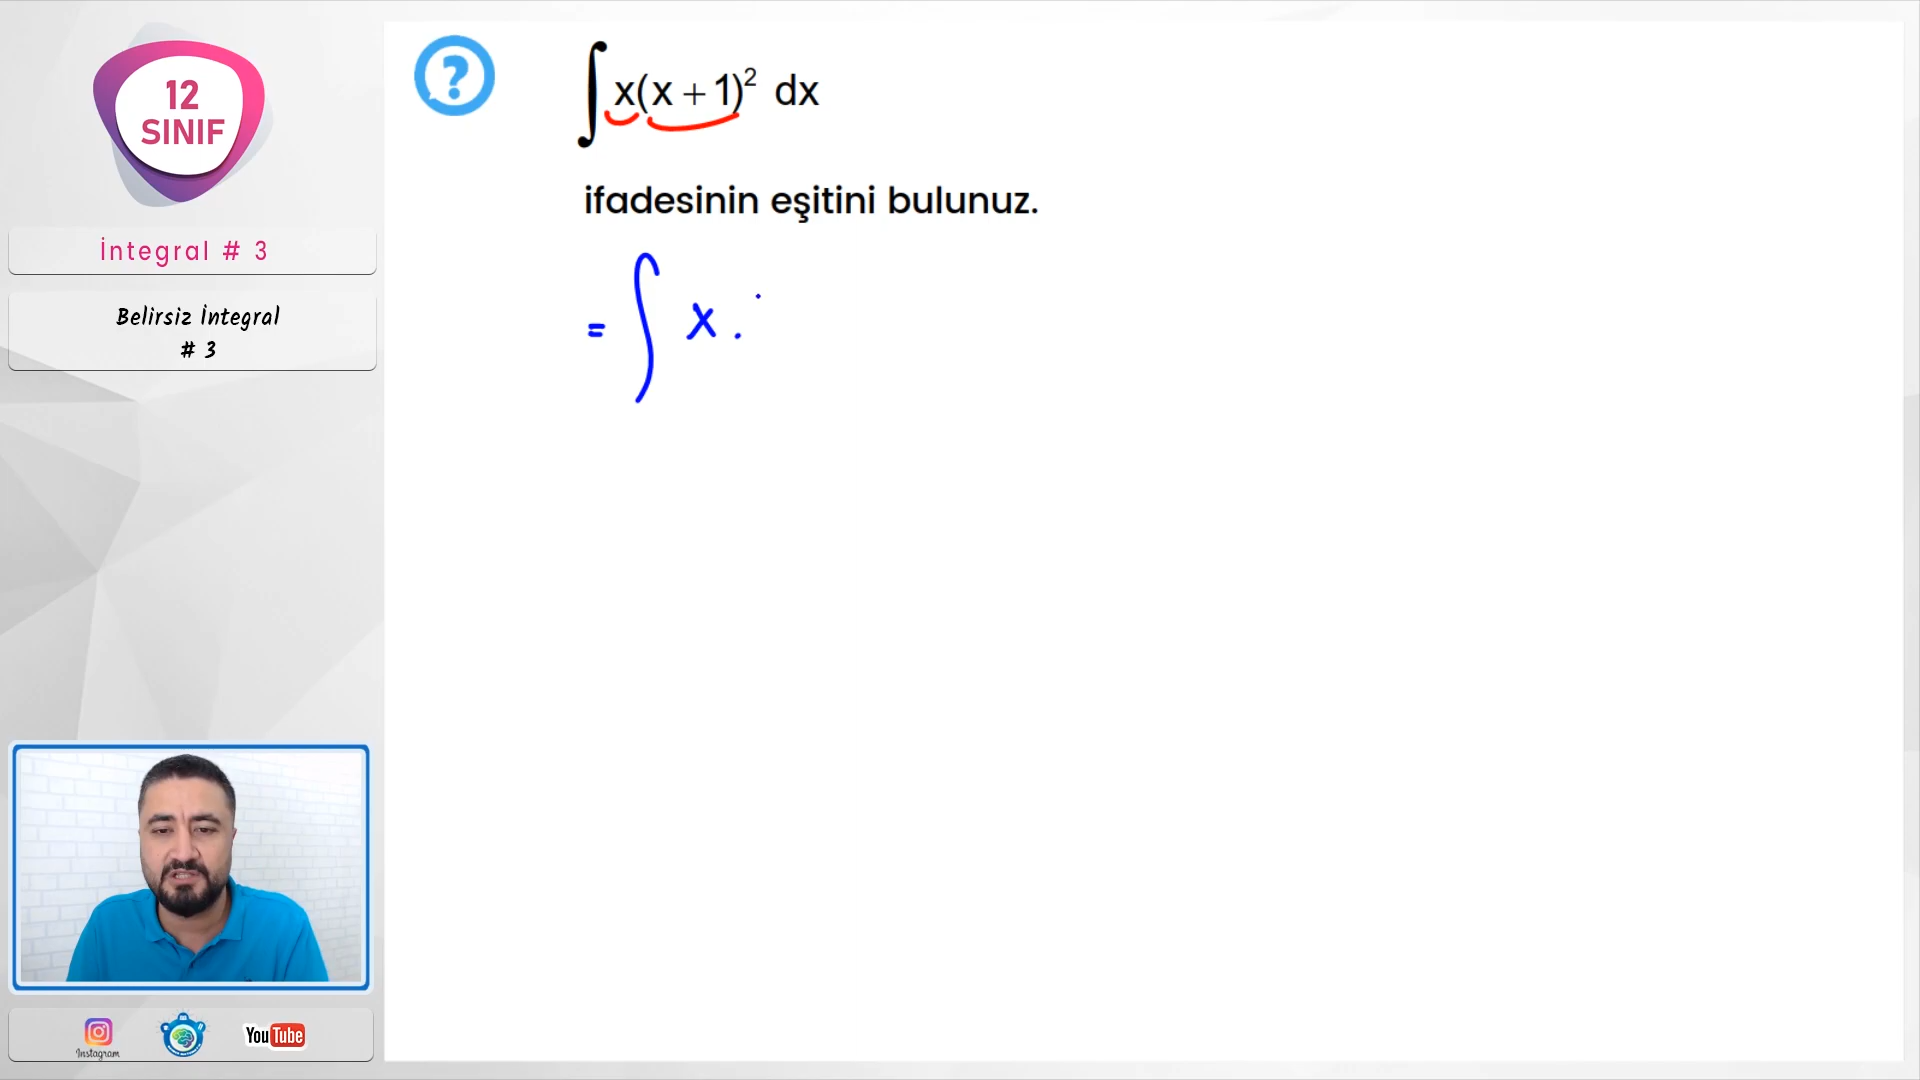 12
SINIF
İntegral # 3
Belirsiz İntegral
# 3
∫ x(x + 1)² dx
ifadesinin eşitini bulunuz.
= ∫ x .
Instagram
YouTube